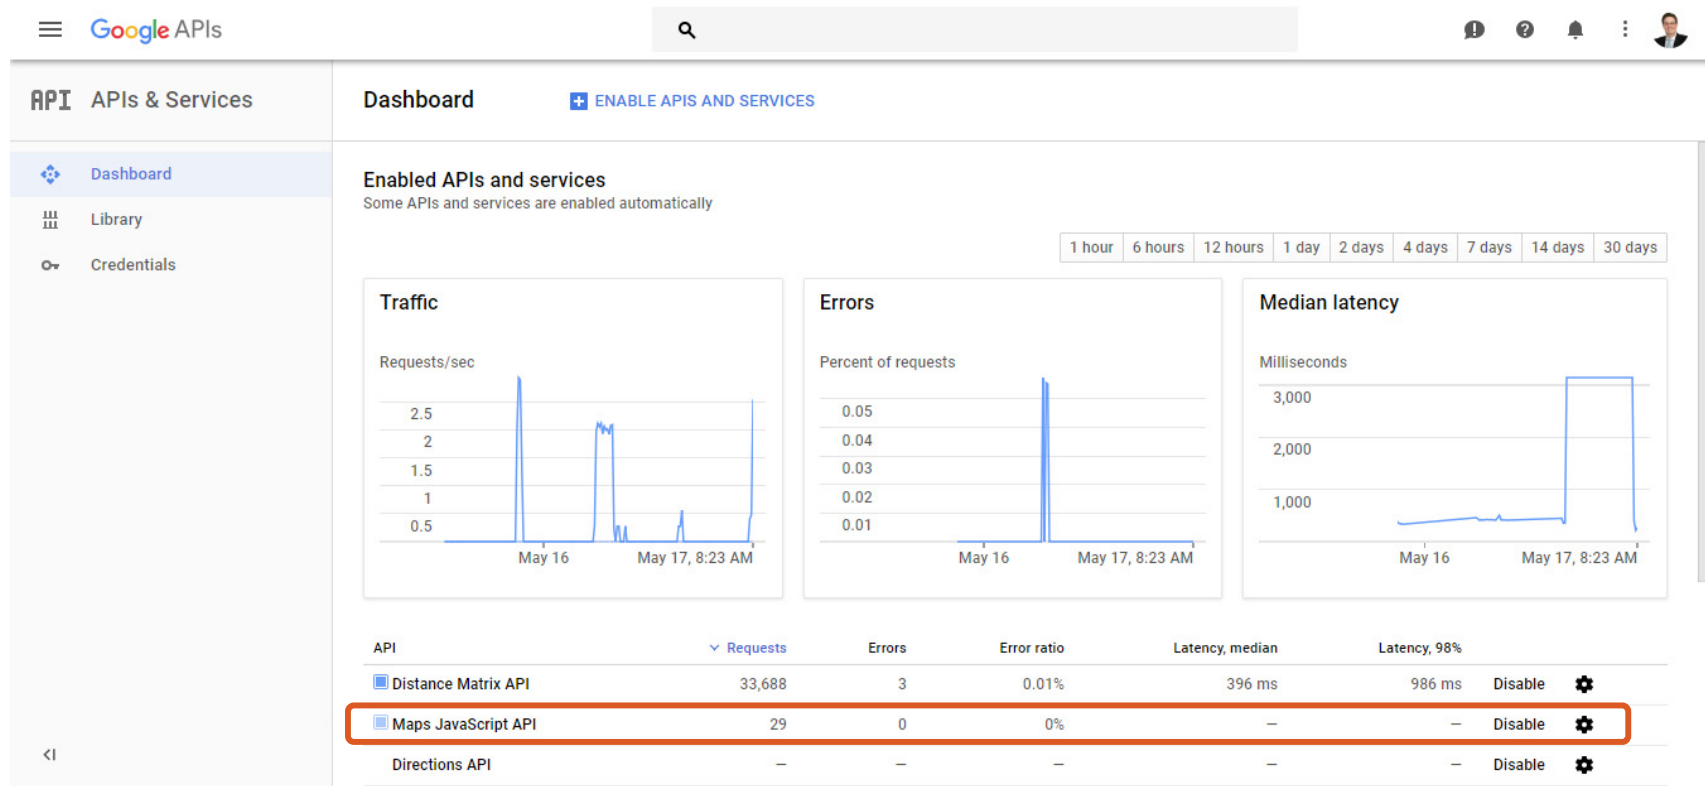 Google APIs
API APIs & Services
Dashboard
ENABLE APIS AND SERVICES
Dashboard
Library
Credentials
Enabled APIs and services
Some APIs and services are enabled automatically
1 hour 6 hours 12 hours 1 day 2 days 4 days 7 days 14 days 30 days
Traffic
Requests/sec
2.5
2
1.5
1
0.5
May 16 May 17, 8:23 AM
Errors
Percent of requests
0.05
0.04
0.03
0.02
0.01
May 16 May 17, 8:23 AM
Median latency
Milliseconds
3,000
2,000
1,000
May 16 May 17, 8:23 AM
API Requests Errors Error ratio Latency, median Latency, 98%
Distance Matrix API 33,688 3 0.01% 396 ms 986 ms Disable
Maps JavaScript API 29 0 0% – – Disable
Directions API – – – – – Disable